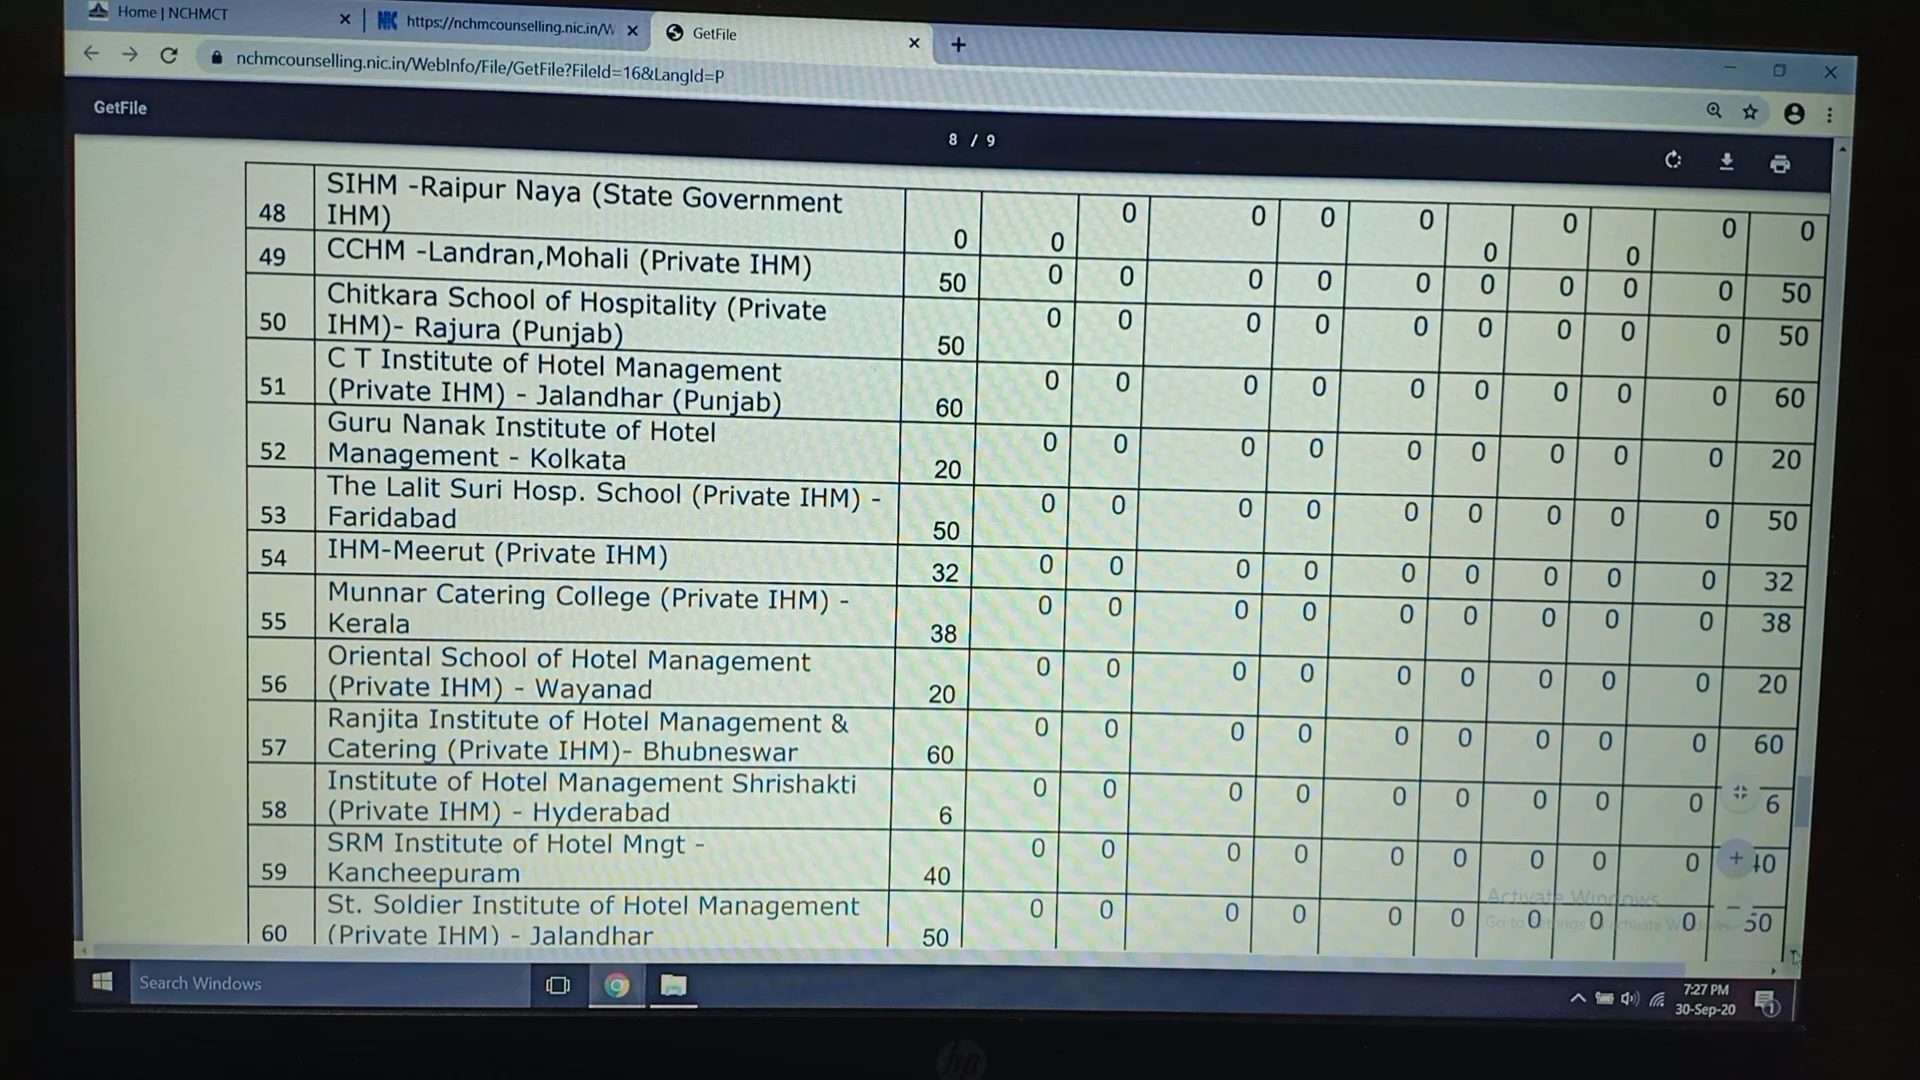 Home | NCHMCT
NIC https://nchmcounselling.nic.in/W
GetFile
nchmcounselling.nic.in/WebInfo/File/GetFile?FileId=16&LangId=P
GetFile
8 / 9
48 SIHM -Raipur Naya (State Government
IHM) 0 0 0 0 0 0 0 0 0 0 0
49 CCHM -Landran,Mohali (Private IHM) 50 0 0 0 0 0 0 0 0 0 50
50 Chitkara School of Hospitality (Private
IHM)- Rajura (Punjab) 50 0 0 0 0 0 0 0 0 0 50
51 C T Institute of Hotel Management
(Private IHM) - Jalandhar (Punjab) 60 0 0 0 0 0 0 0 0 0 60
52 Guru Nanak Institute of Hotel
Management - Kolkata 20 0 0 0 0 0 0 0 0 0 20
53 The Lalit Suri Hosp. School (Private IHM) -
Faridabad 50 0 0 0 0 0 0 0 0 0 50
54 IHM-Meerut (Private IHM) 32 0 0 0 0 0 0 0 0 0 32
55 Munnar Catering College (Private IHM) -
Kerala 38 0 0 0 0 0 0 0 0 0 38
56 Oriental School of Hotel Management
(Private IHM) - Wayanad 20 0 0 0 0 0 0 0 0 0 20
57 Ranjita Institute of Hotel Management &
Catering (Private IHM)- Bhubneswar 60 0 0 0 0 0 0 0 0 0 60
58 Institute of Hotel Management Shrishakti
(Private IHM) - Hyderabad 6 0 0 0 0 0 0 0 0 0 6
59 SRM Institute of Hotel Mngt -
Kancheepuram 40 0 0 0 0 0 0 0 0 0 40
60 St. Soldier Institute of Hotel Management
(Private IHM) - Jalandhar 50 0 0 0 0 0 0 0 0 0 50
Activate Windows
Search Windows
7:27 PM
30-Sep-20
1
hp